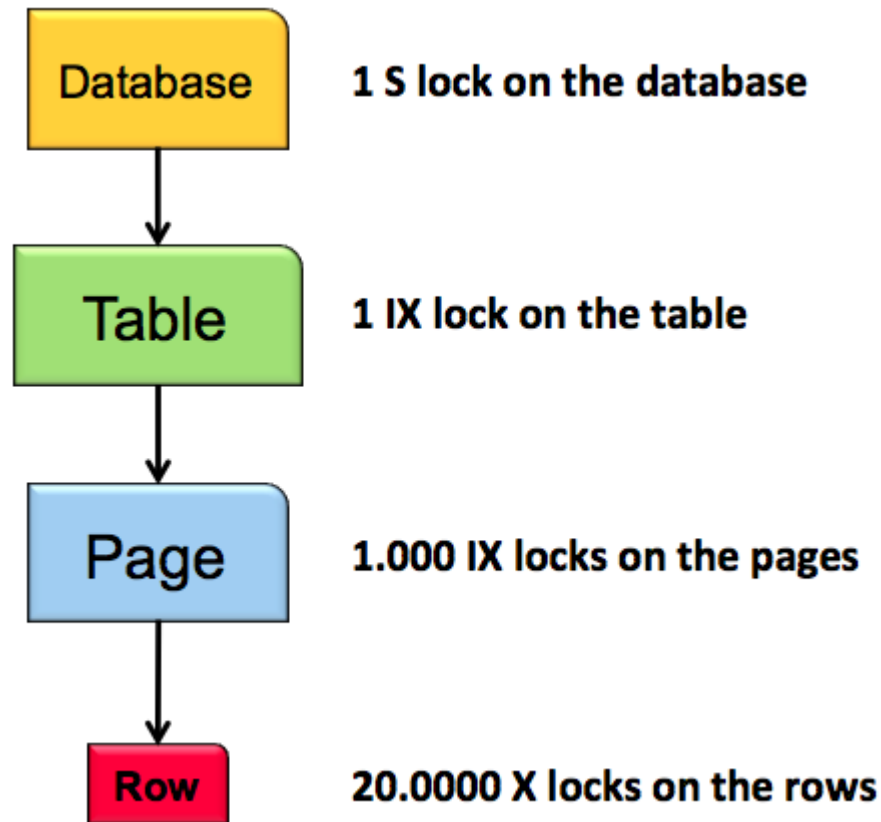 Database
1 S lock on the database
Table
1 IX lock on the table
Page
1.000 IX locks on the pages
Row
20.0000 X locks on the rows